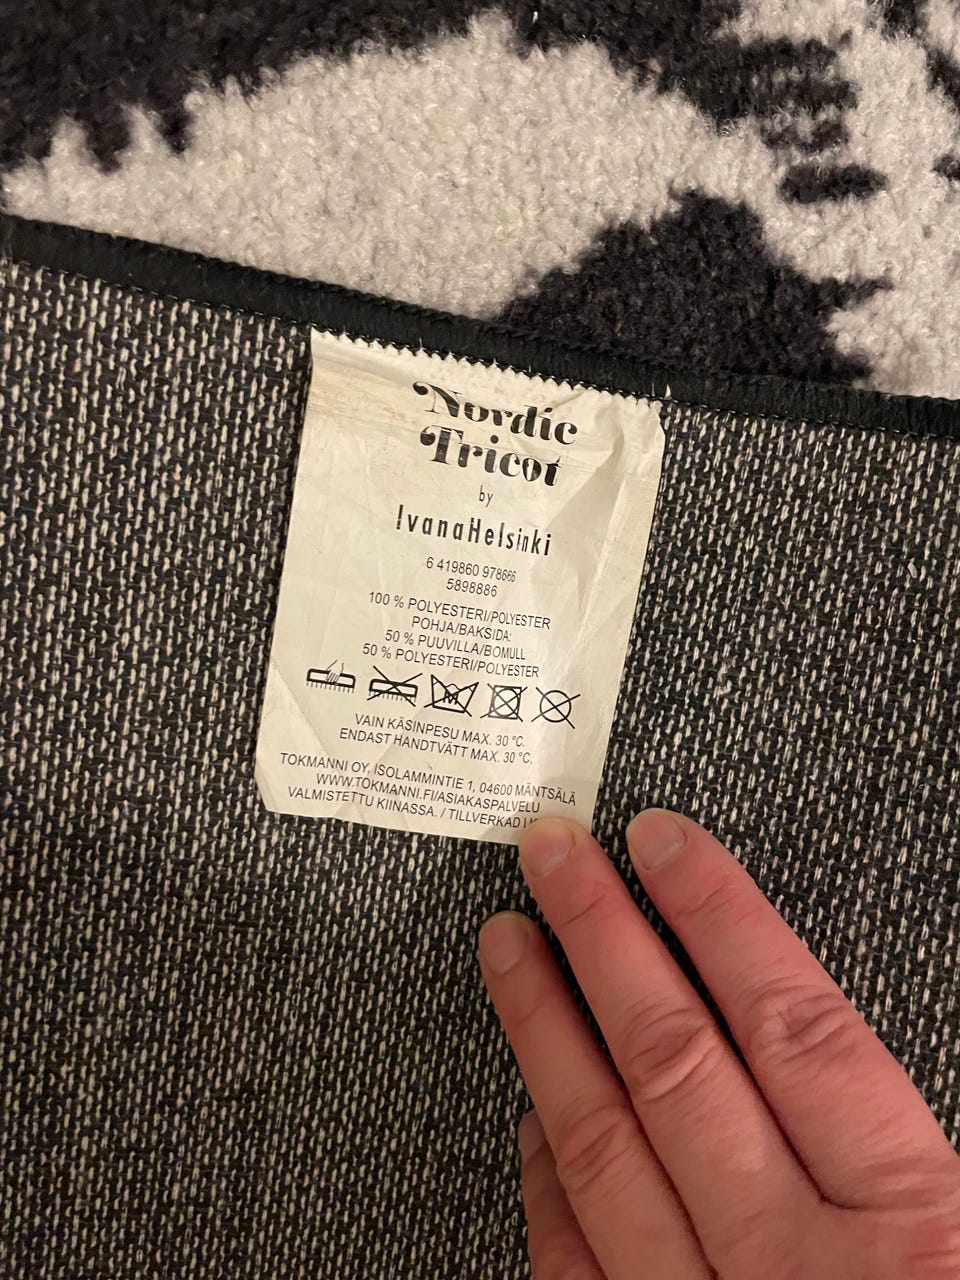 Nordic
Tricot
by
IvanaHelsinki
6 419860 978666
5898886
100 % POLYESTERI/POLYESTER
POHJA/BAKSIDA:
50 % PUUVILLA/BOMULL
50 % POLYESTERI/POLYESTER
VAIN KÄSINPESU MAX. 30 °C.
ENDAST HANDTVÄTT MAX. 30 °C.
TOKMANNI OY, ISOLAMMINTIE 1, 04600 MÄNTSÄLÄ
WWW.TOKMANNI.FI/ASIAKASPALVELU
VALMISTETTU KIINASSA. / TILLVERKAD I